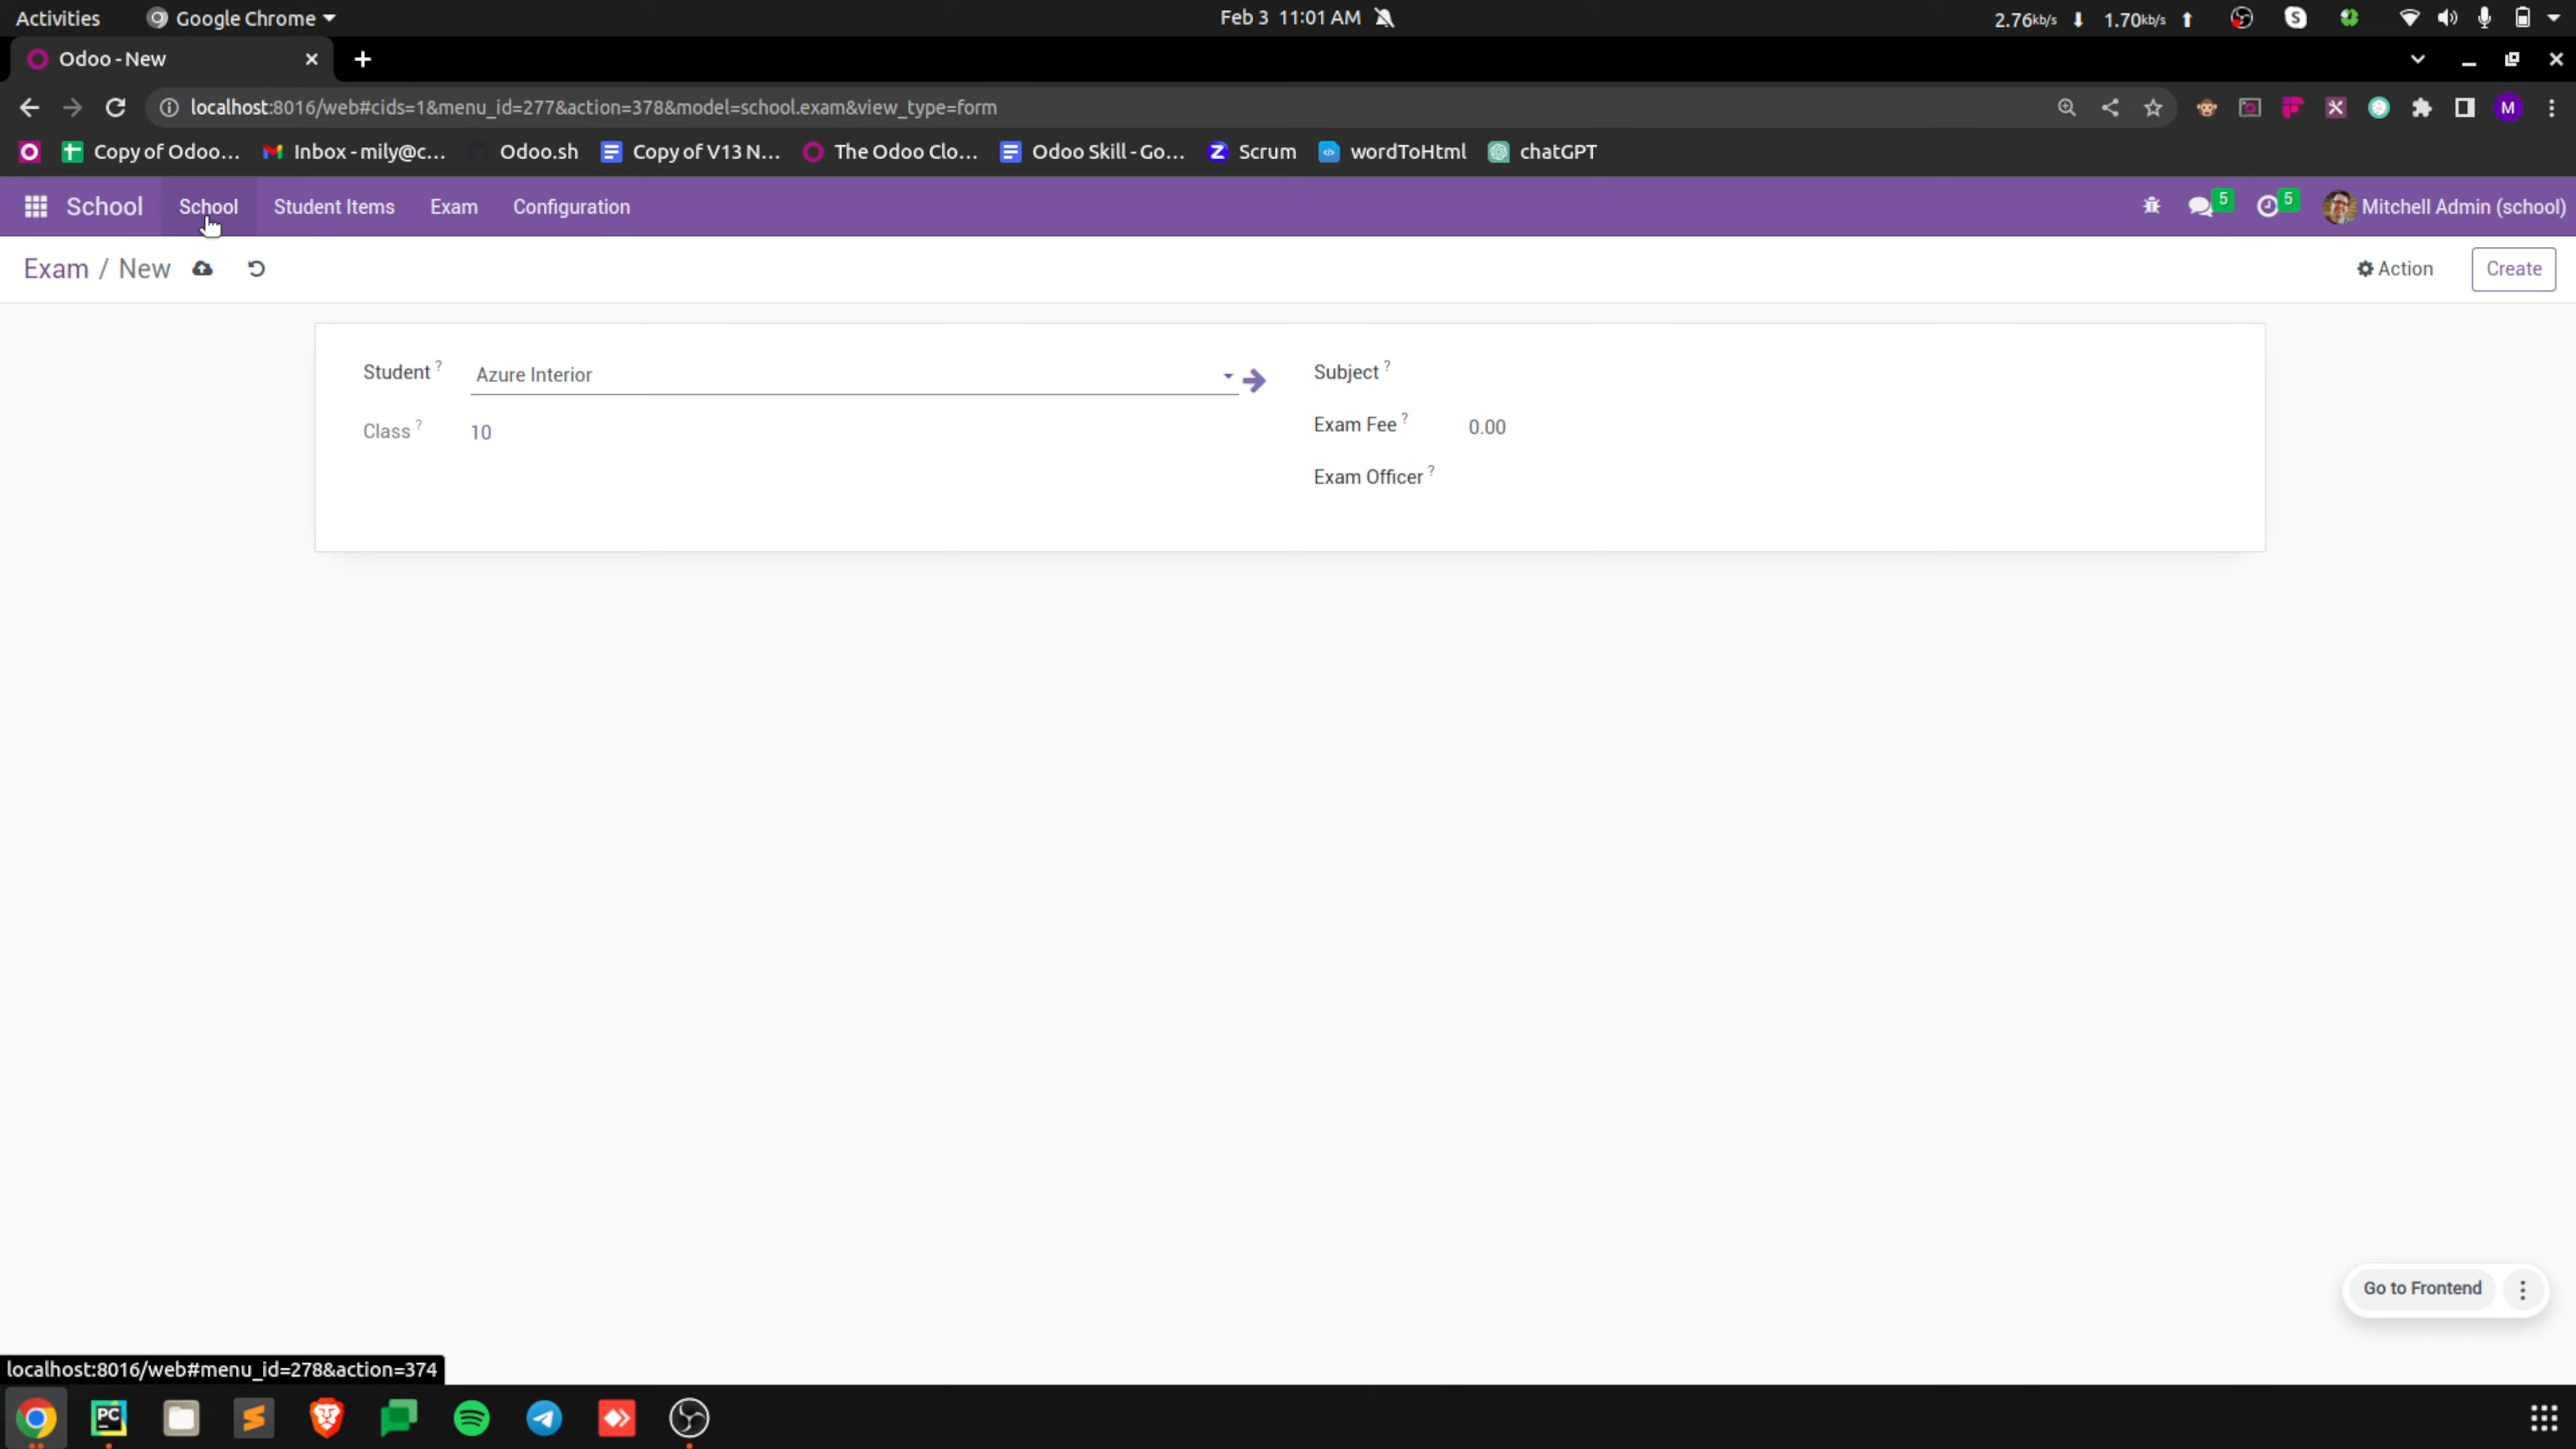 Activities Google Chrome Feb 3 11:01 AM 2.76kb/s 1.70kb/s
Odoo - New
localhost:8016/web#cids=1&menu_id=277&action=378&model=school.exam&view_type=form M
Copy of Odoo... Inbox - mily@c... Odoo.sh Copy of V13 N... The Odoo Clo... Odoo Skill - Go... Scrum wordToHtml chatGPT
School School Student Items Exam Configuration 5 5 Mitchell Admin (school)
Exam / New Action Create
Student ? Azure Interior Subject ?
Class ? 10 Exam Fee ? 0.00
Exam Officer ?
Go to Frontend
localhost:8016/web#menu_id=278&action=374
PC